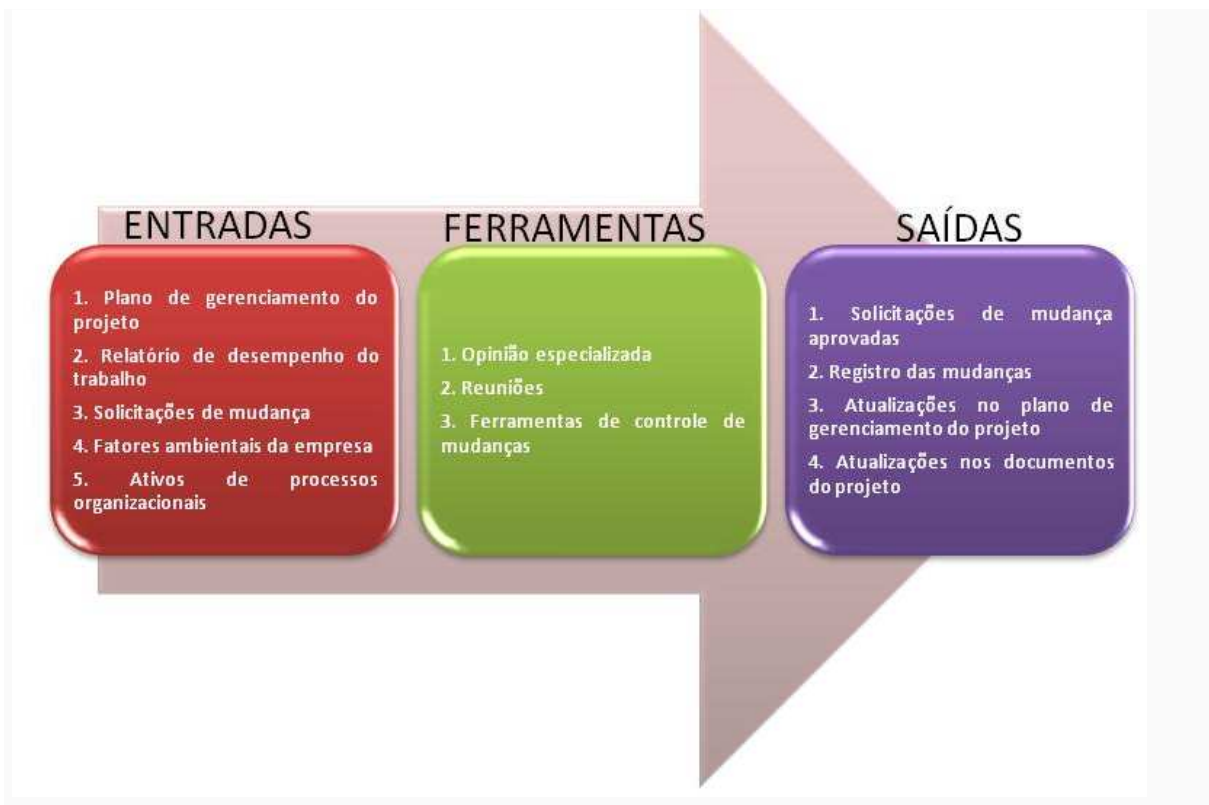 ENTRADAS
1. Plano de gerenciamento do
projeto
2. Relatório de desempenho do
trabalho
3. Solicitações de mudança
4. Fatores ambientais da empresa
5. Ativos de processos
organizacionais
FERRAMENTAS
1. Opinião especializada
2. Reuniões
3. Ferramentas de controle de
mudanças
SAÍDAS
1. Solicitações de mudança
aprovadas
2. Registro das mudanças
3. Atualizações no plano de
gerenciamento do projeto
4. Atualizações nos documentos
do projeto